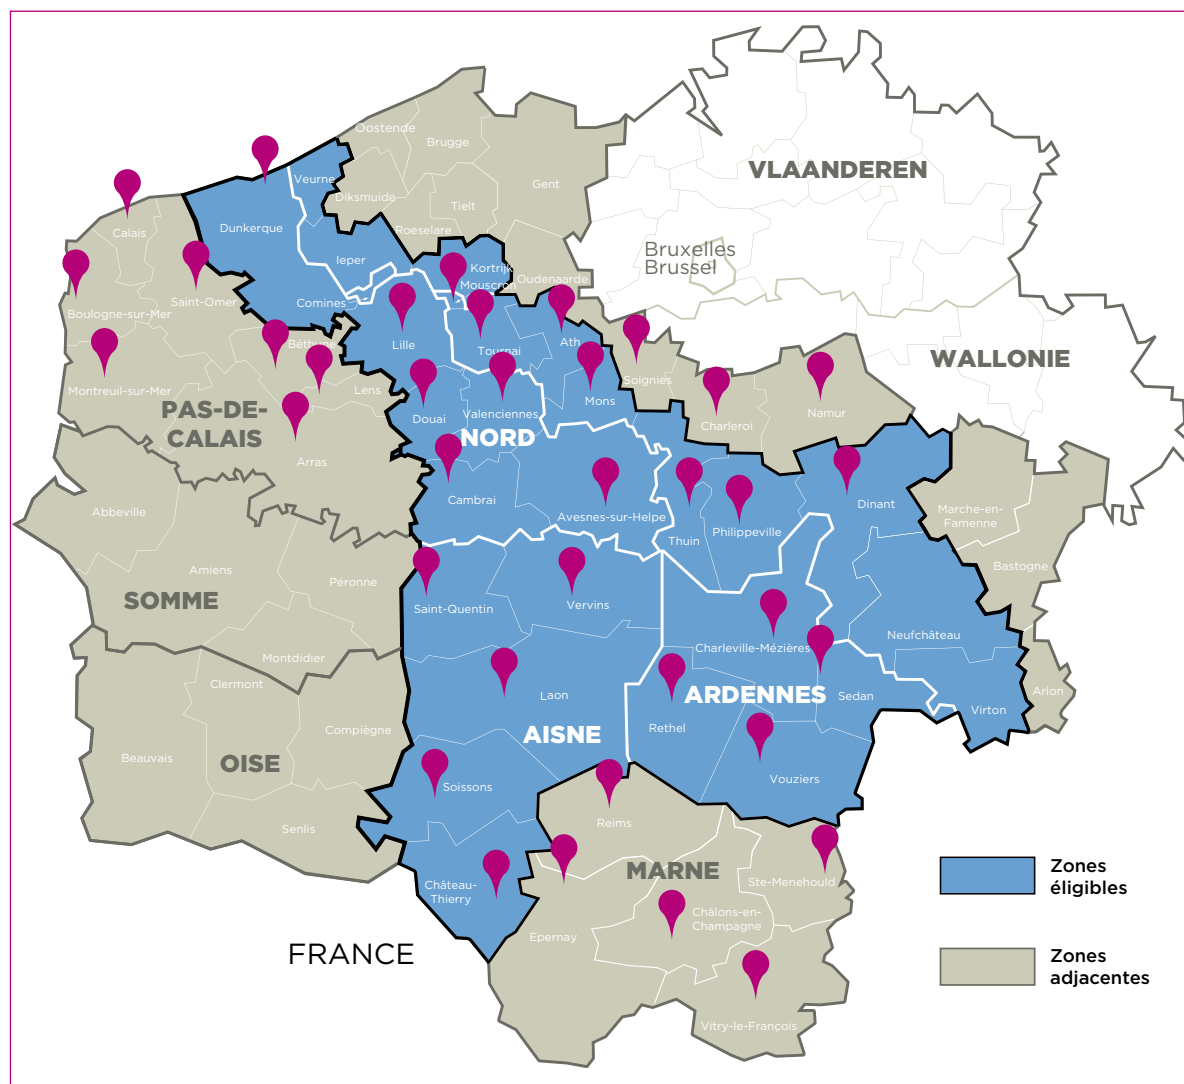 Oostende
Brugge
VLAANDEREN
Veurne
Gent
Diksmuide
Tielt
Calais
Dunkerque
Roeselare
Ieper
Bruxelles
Brussel
Kortrijk
Oudenaarde
Mouscron
Saint-Omer
Comines
Boulogne-sur-Mer
Béthune
Lille
Tournai
Ath
WALLONIE
Soignies
Montreuil-sur-Mer
Lens
Mons
PAS-DE-
CALAIS
Douai
Valenciennes
Namur
Charleroi
NORD
Arras
Cambrai
Dinant
Abbeville
Avesnes-sur-Helpe
Marche-en-
Famenne
Philippeville
Thuin
Amiens
Bastogne
Péronne
SOMME
Saint-Quentin
Vervins
Neufchâteau
Charleville-Mézières
Montdidier
Clermont
Laon
ARDENNES
Sedan
Arlon
Virton
Compiègne
Rethel
AISNE
Beauvais
OISE
Soissons
Vouziers
Senlis
Reims
MARNE
Zones
éligibles
Ste-Menehould
Château-
Thierry
Châlons-en-
Champagne
Epernay
FRANCE
Zones
adjacentes
Vitry-le-François